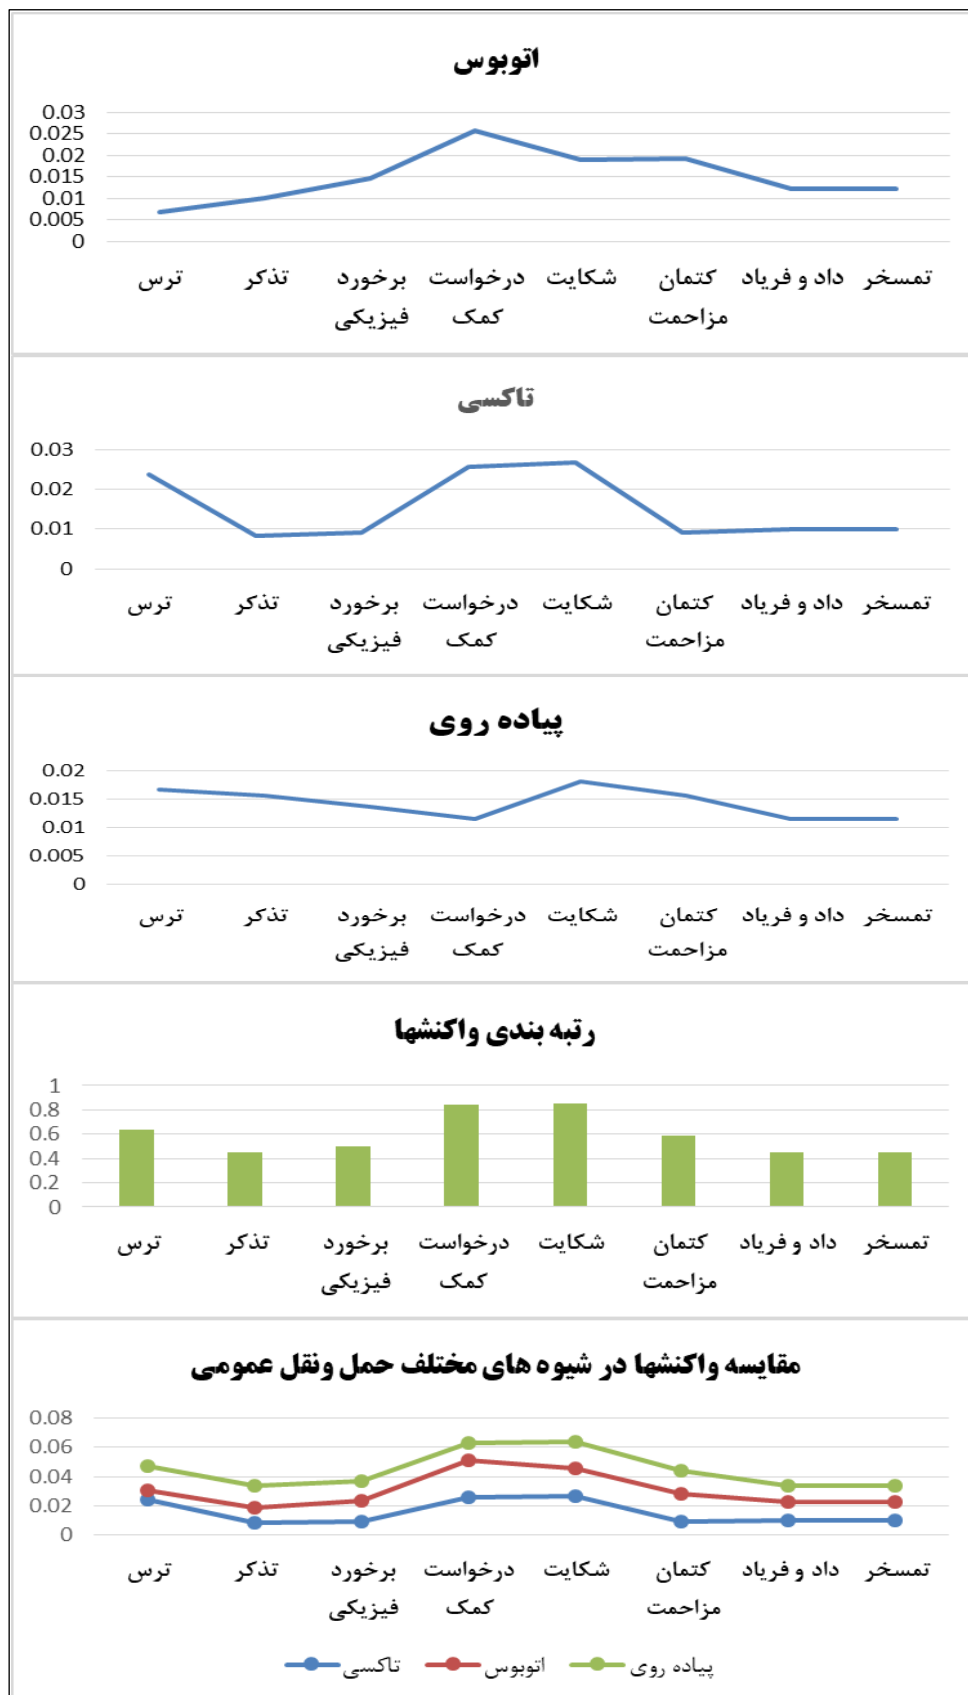 اتوبوس
0.03
0.025
0.02
0.015
0.01
0.005
0
ترس تذکر برخورد فیزیکی درخواست کمک شکایت کتمان مزاحمت داد و فریاد تمسخر
تاکسی
0.03
0.02
0.01
0
ترس تذکر برخورد فیزیکی درخواست کمک شکایت کتمان مزاحمت داد و فریاد تمسخر
پیاده روی
0.02
0.015
0.01
0.005
0
ترس تذکر برخورد فیزیکی درخواست کمک شکایت کتمان مزاحمت داد و فریاد تمسخر
رتبه بندی واکنشها
1
0.8
0.6
0.4
0.2
0
ترس تذکر برخورد فیزیکی درخواست کمک شکایت کتمان مزاحمت داد و فریاد تمسخر
مقایسه واکنشها در شیوه های مختلف حمل ونقل عمومی
0.08
0.06
0.04
0.02
0
ترس تذکر برخورد فیزیکی درخواست کمک شکایت کتمان مزاحمت داد و فریاد تمسخر
تاکسی اتوبوس پیاده روی